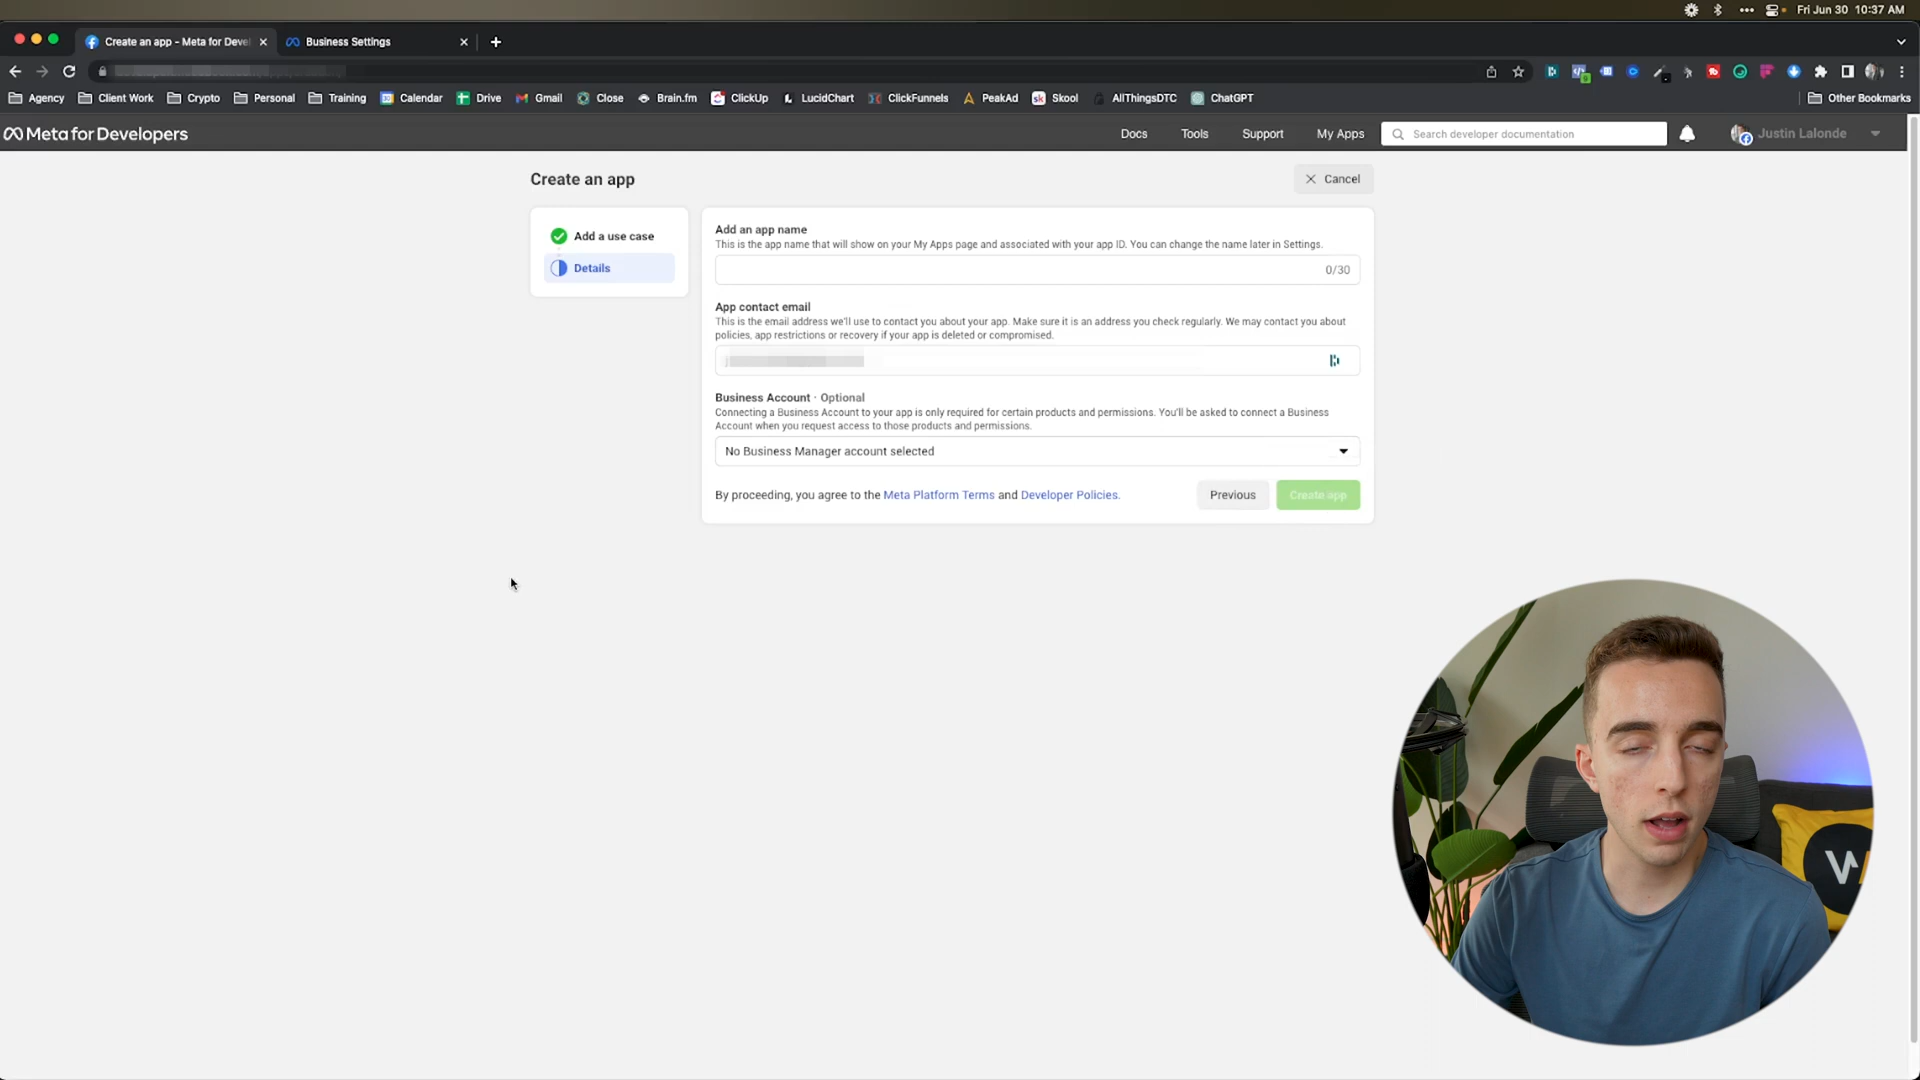 Fri Jun 30 10:37 AM
Create an app - Meta for Deve
Business Settings
Agency
Client Work
Crypto
Personal
Training
Calendar
Drive
Gmail
Close
Brain.fm
ClickUp
LucidChart
ClickFunnels
PeakAd
Skool
AllThingsDTC
ChatGPT
Other Bookmarks
Meta for Developers
Docs
Tools
Support
My Apps
Search developer documentation
Justin Lalonde
Create an app
Cancel
Add a use case
Details
Add an app name
This is the app name that will show on your My Apps page and associated with your app ID. You can change the name later in Settings.
0/30
App contact email
This is the email address we'll use to contact you about your app. Make sure it is an address you check regularly. We may contact you about
policies, app restrictions or recovery if your app is deleted or compromised.
Business Account · Optional
Connecting a Business Account to your app is only required for certain products and permissions. You'll be asked to connect a Business
Account when you request access to those products and permissions.
No Business Manager account selected
By proceeding, you agree to the Meta Platform Terms and Developer Policies.
Previous
Create app